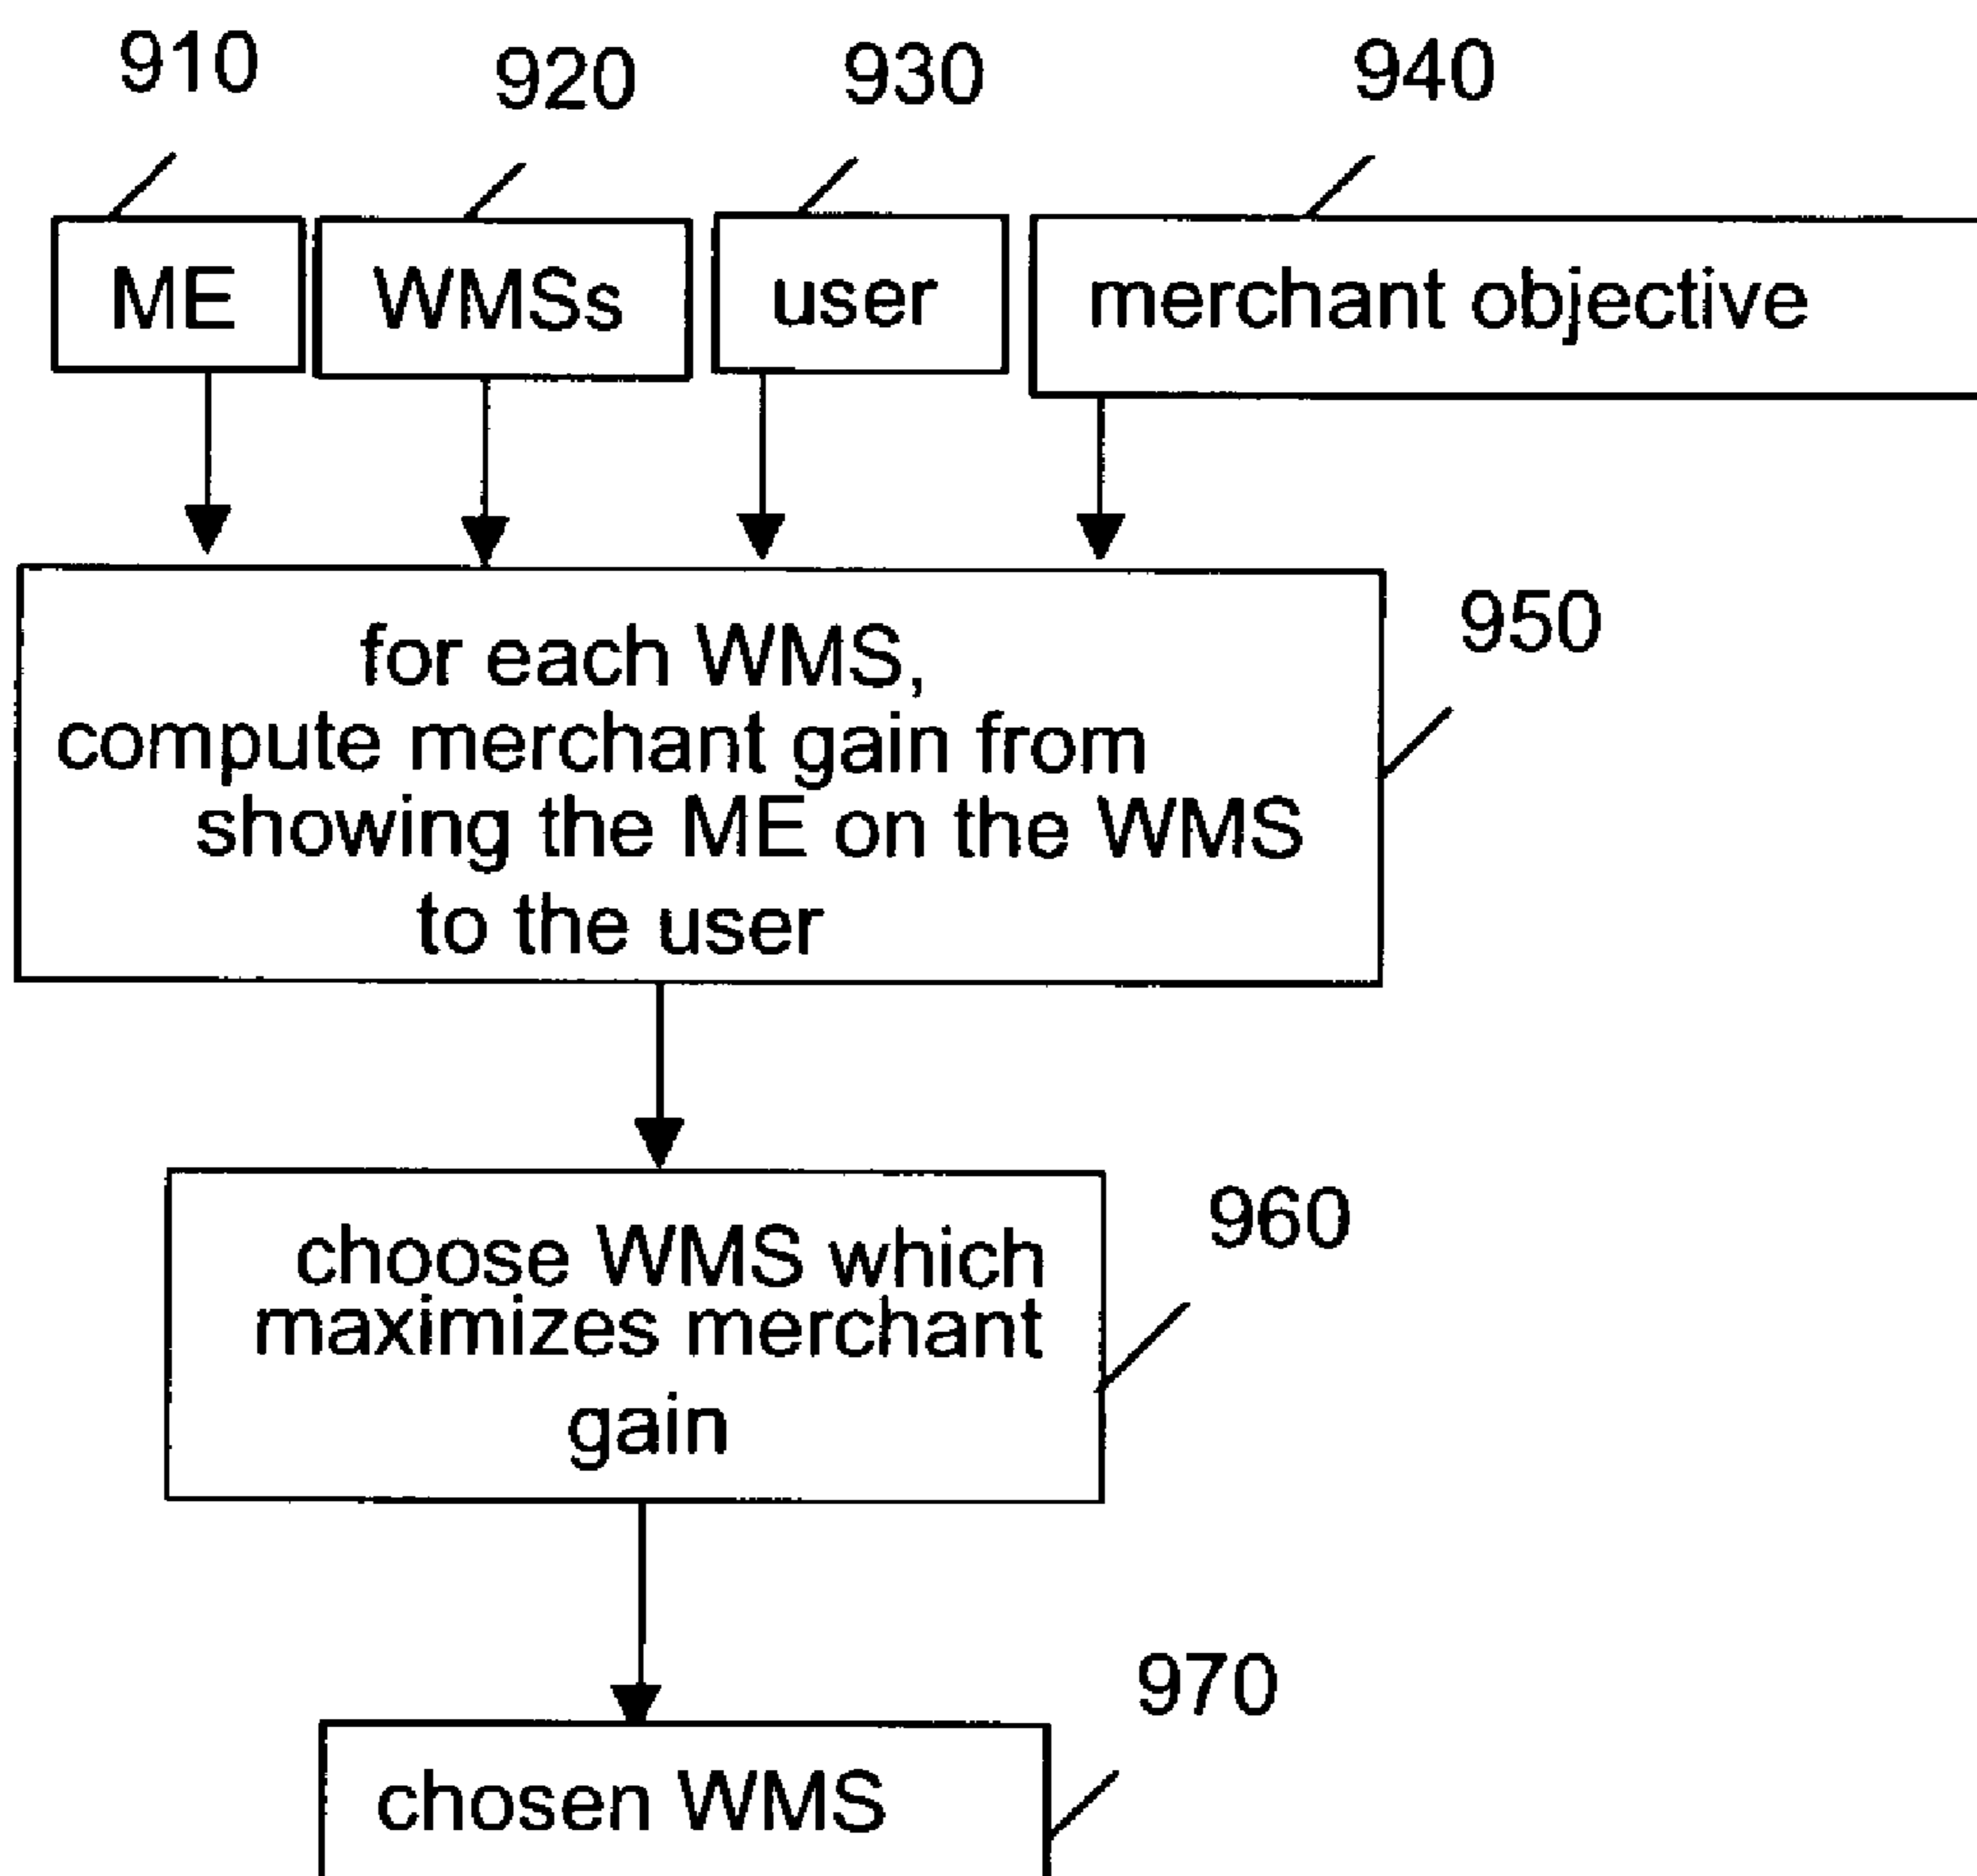 910 920 930 940
ME WMSs user merchant objective
for each WMS,
950
compute merchant gain from
showing the ME on the WMS
to the user
960
choose WMS which
maximizes merchant
gain
970
chosen WMS